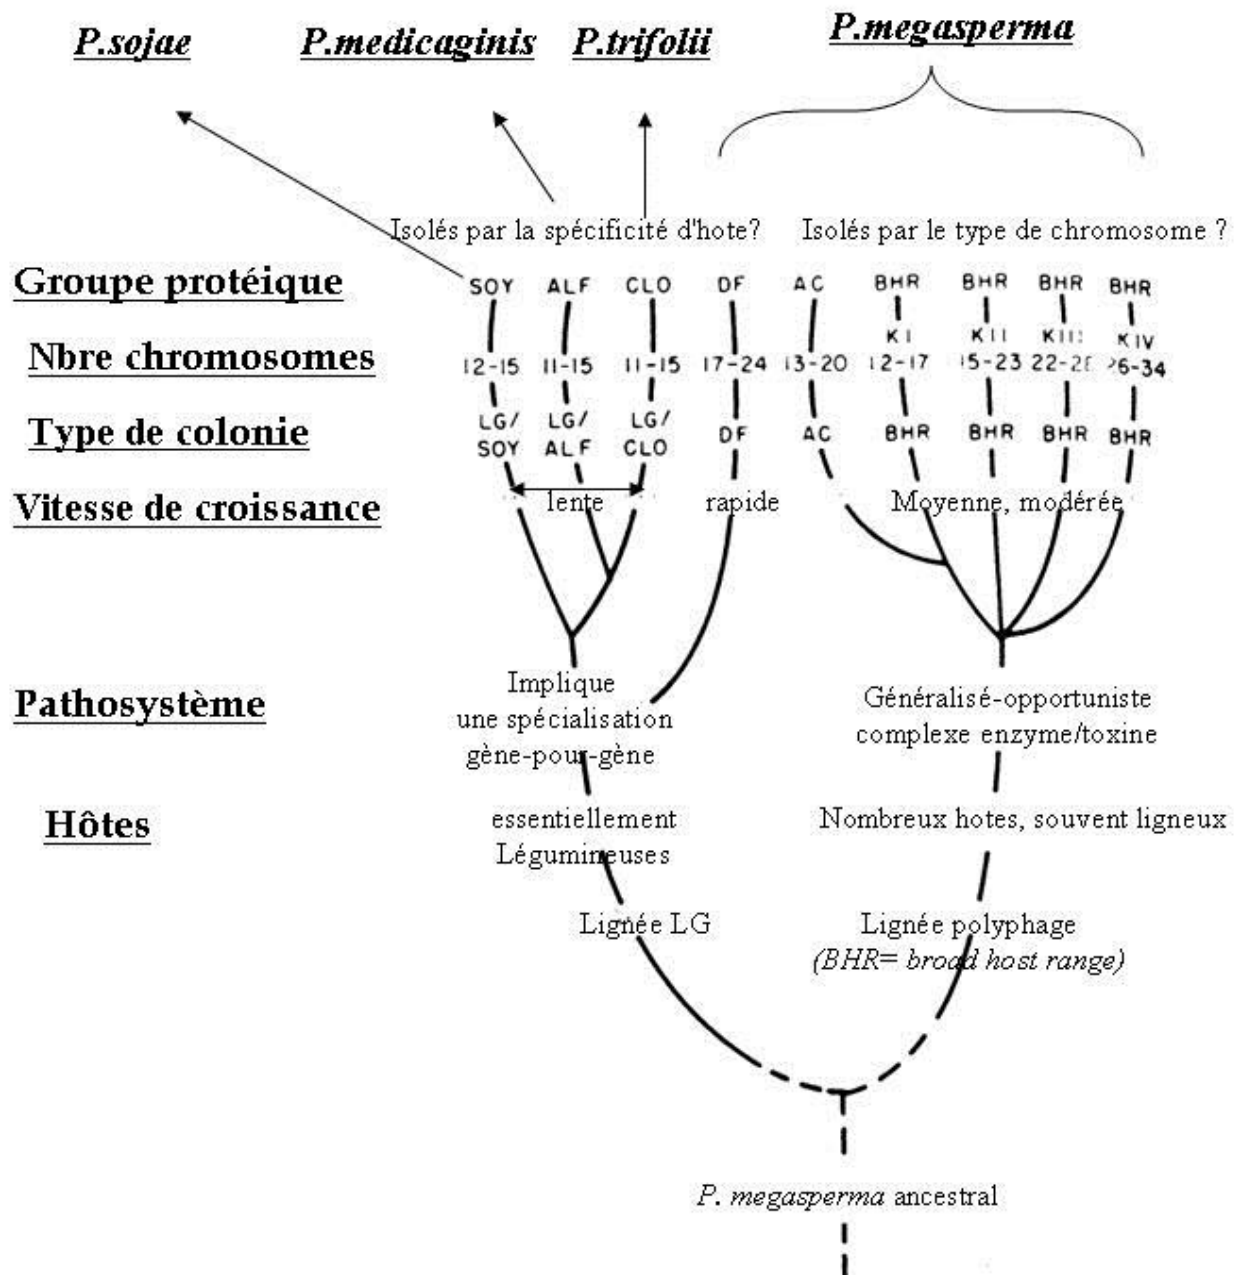 P.sojae P.medicaginis P.trifolii P.megasperma
Isolés par la spécificité d'hote? Isolés par le type de chromosome ?
Groupe protéique SOY ALF CLO DF AC BHR BHR BHR BHR
KI KII KIII KIV
Nbre chromosomes 12-15 11-15 11-15 17-24 13-20 12-17 15-23 22-28 26-34
LG/ LG/ LG/
Type de colonie SOY ALF CLO DF AC BHR BHR BHR BHR
Vitesse de croissance lente rapide Moyenne, modérée
Pathosystème
Implique
une spécialisation
gène-pour-gène
Généralisé-opportuniste
complexe enzyme/toxine
Hôtes
essentiellement
Légumineuses
Nombreux hotes, souvent ligneux
Lignée LG
Lignée polyphage
(BHR= broad host range)
P. megasperma ancestral